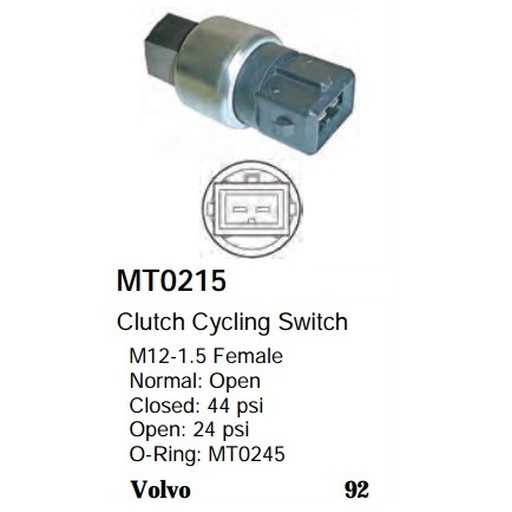 MT0215
Clutch Cycling Switch
M12-1.5 Female
Normal: Open
Closed: 44 psi
Open: 24 psi
O-Ring: MT0245
Volvo 92